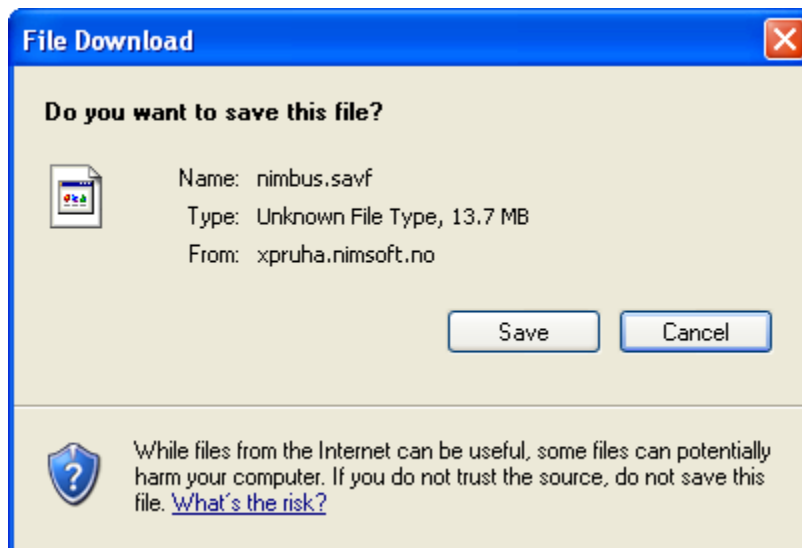 File Download
Do you want to save this file?
Name: nimbus.savf
Type: Unknown File Type, 13.7 MB
From: xpruha.nimsoft.no
Save Cancel
While files from the Internet can be useful, some files can potentially
harm your computer. If you do not trust the source, do not save this
file. What's the risk?